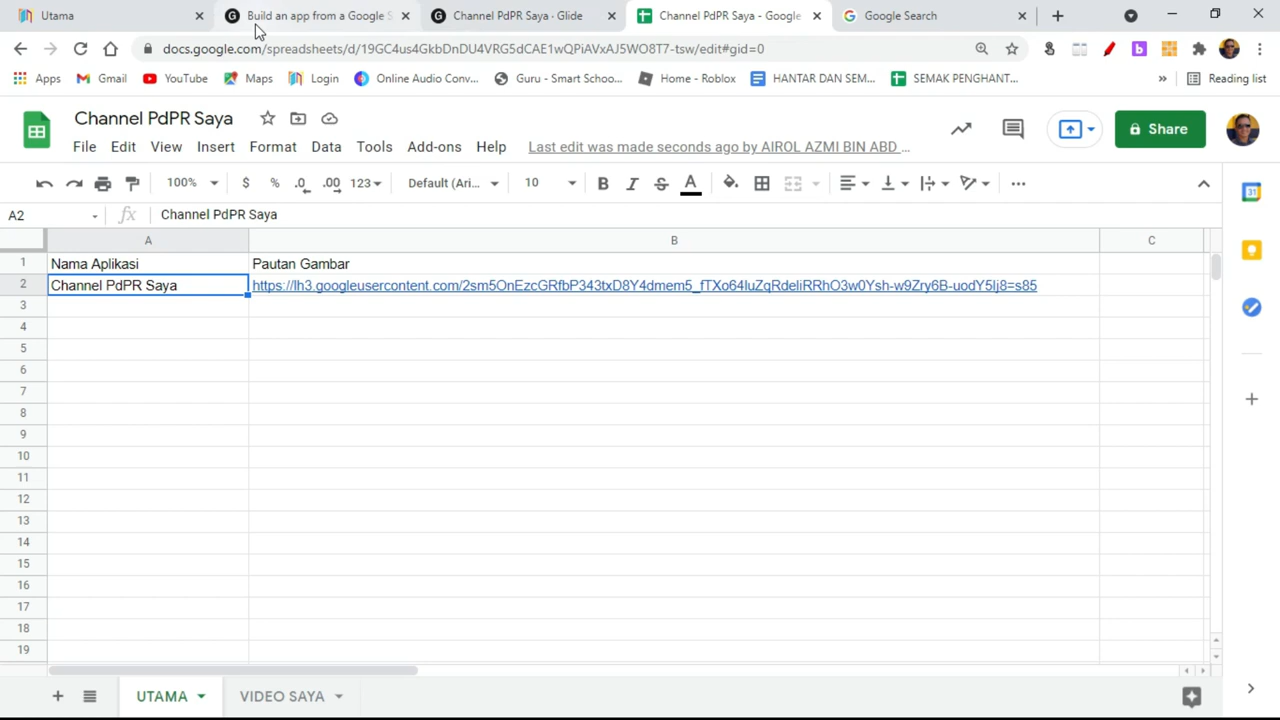 Utama
Build an app from a Google S
Channel PdPR Saya · Glide
Channel PdPR Saya - Google
Google Search
docs.google.com/spreadsheets/d/19GC4us4GkbDnDU4VRG5dCAE1wQPiAVxAJ5WO8T7-tsw/edit#gid=0
Apps
Gmail
YouTube
Maps
Login
Online Audio Conv...
Guru - Smart Schoo...
Home - Roblox
HANTAR DAN SEM...
SEMAK PENGHANT...
»
Reading list
Channel PdPR Saya
File Edit View Insert Format Data Tools Add-ons Help Last edit was made seconds ago by AIROL AZMI BIN ABD ...
Share
100% $ % .0 .00 123 Default (Ari... 10 B I S A
A2 fx Channel PdPR Saya
A B C
1 Nama Aplikasi Pautan Gambar
2 Channel PdPR Saya https://lh3.googleusercontent.com/2sm5OnEzcGRfbP343txD8Y4dmem5_fTXo64IuZqRdeliRRhO3w0Ysh-w9Zry6B-uodY5lj8=s85
3
4
5
6
7
8
9
10
11
12
13
14
15
16
17
18
19
UTAMA
VIDEO SAYA